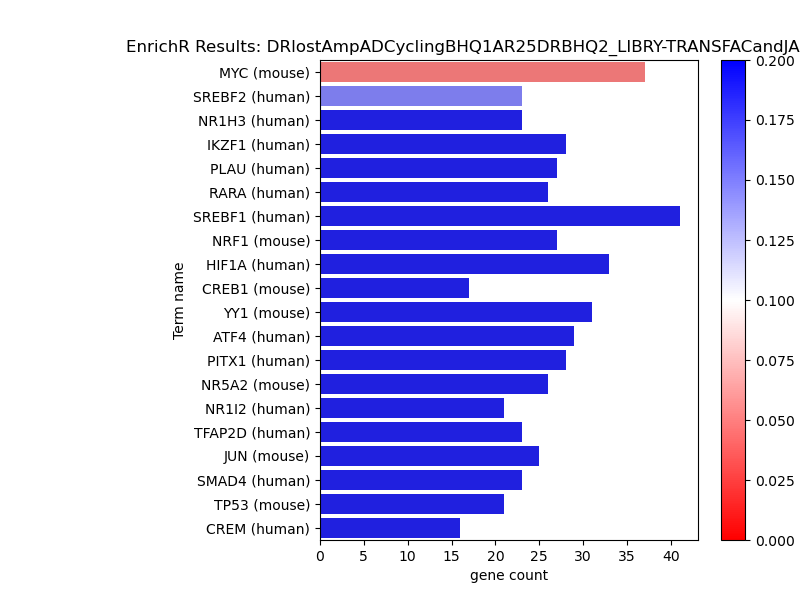 EnrichR Results: DRlostAmpADCyclingBHQ1AR25DRBHQ2_LIBRY-TRANSFACandJA
MYC (mouse)
SREBF2 (human)
NR1H3 (human)
IKZF1 (human)
PLAU (human)
RARA (human)
SREBF1 (human)
NRF1 (mouse)
HIF1A (human)
CREB1 (mouse)
YY1 (mouse)
ATF4 (human)
PITX1 (human)
NR5A2 (mouse)
NR1I2 (human)
TFAP2D (human)
JUN (mouse)
SMAD4 (human)
TP53 (mouse)
CREM (human)
Term name
0 5 10 15 20 25 30 35 40
gene count
0.200
0.175
0.150
0.125
0.100
0.075
0.050
0.025
0.000